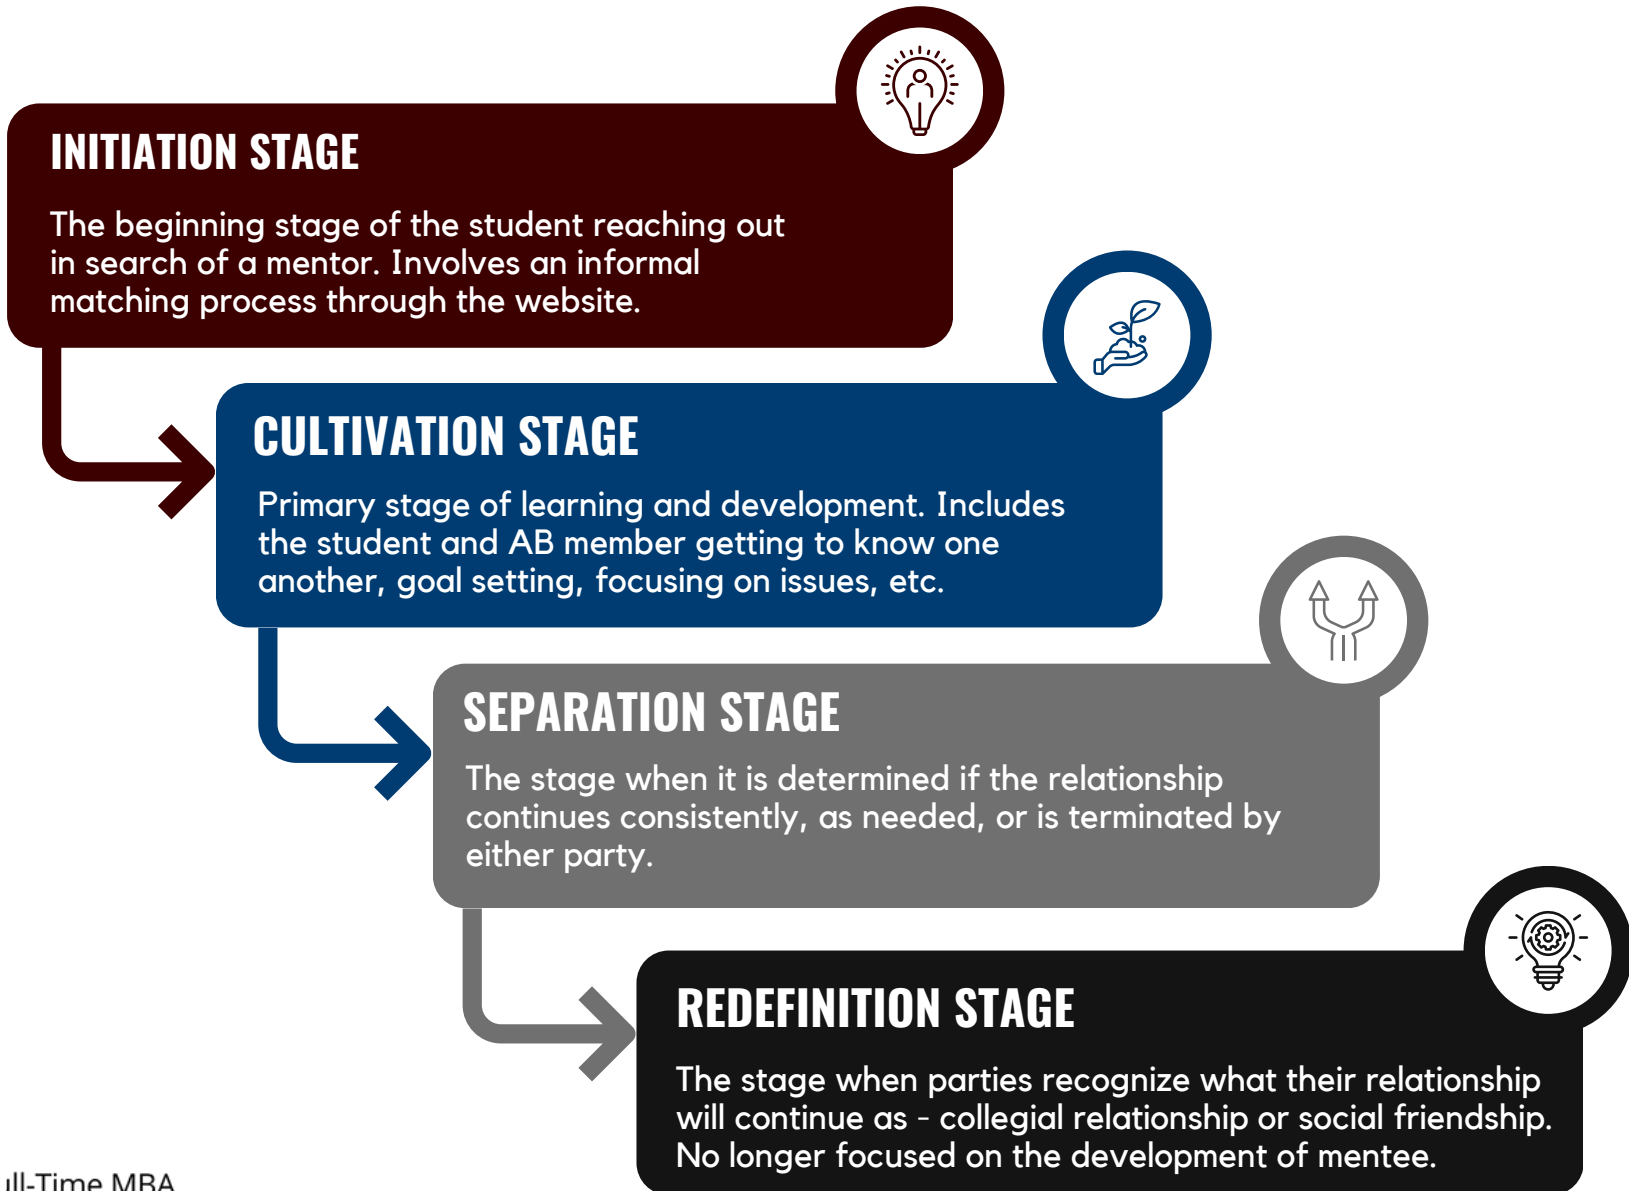 INITIATION STAGE
The beginning stage of the student reaching out
in search of a mentor. Involves an informal
matching process through the website.
CULTIVATION STAGE
Primary stage of learning and development. Includes
the student and AB member getting to know one
another, goal setting, focusing on issues, etc.
SEPARATION STAGE
The stage when it is determined if the relationship
continues consistently, as needed, or is terminated by
either party.
REDEFINITION STAGE
The stage when parties recognize what their relationship
will continue as - collegial relationship or social friendship.
No longer focused on the development of mentee.
ull-Time MBA